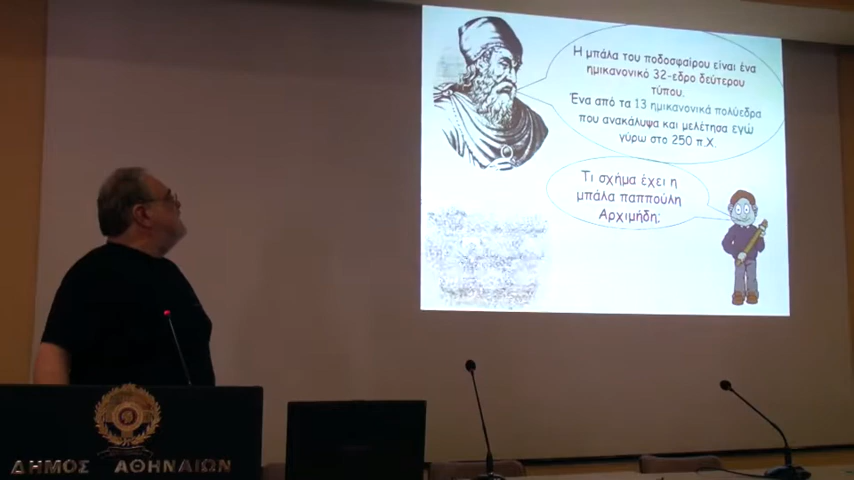 Η μπάλα του ποδοσφαίρου είναι ένα
ημικανονικό 32-εδρο δεύτερου
τύπου.
Ένα από τα 13 ημικανονικά πολύεδρα
που ανακάλυψα και μελέτησα εγώ
γύρω στο 250 π.Χ.
Τι σχήμα έχει η
μπάλα παππούλη
Αρχιμήδη;
ΔΗΜΟΣ ΑΘΗΝΑΙΩΝ